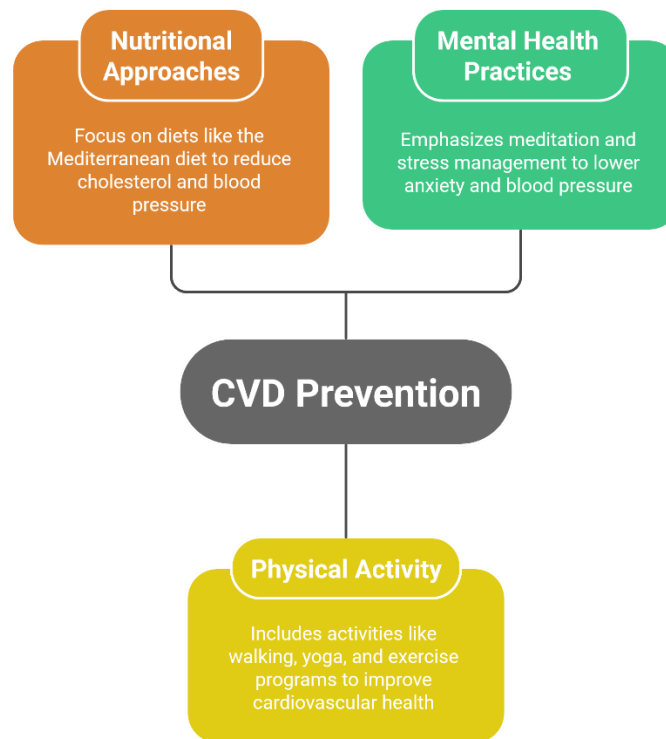 Nutritional
Approaches
Focus on diets like the
Mediterranean diet to reduce
cholesterol and blood
pressure
Mental Health
Practices
Emphasizes meditation and
stress management to lower
anxiety and blood pressure
CVD Prevention
Physical Activity
Includes activities like
walking, yoga, and exercise
programs to improve
cardiovascular health